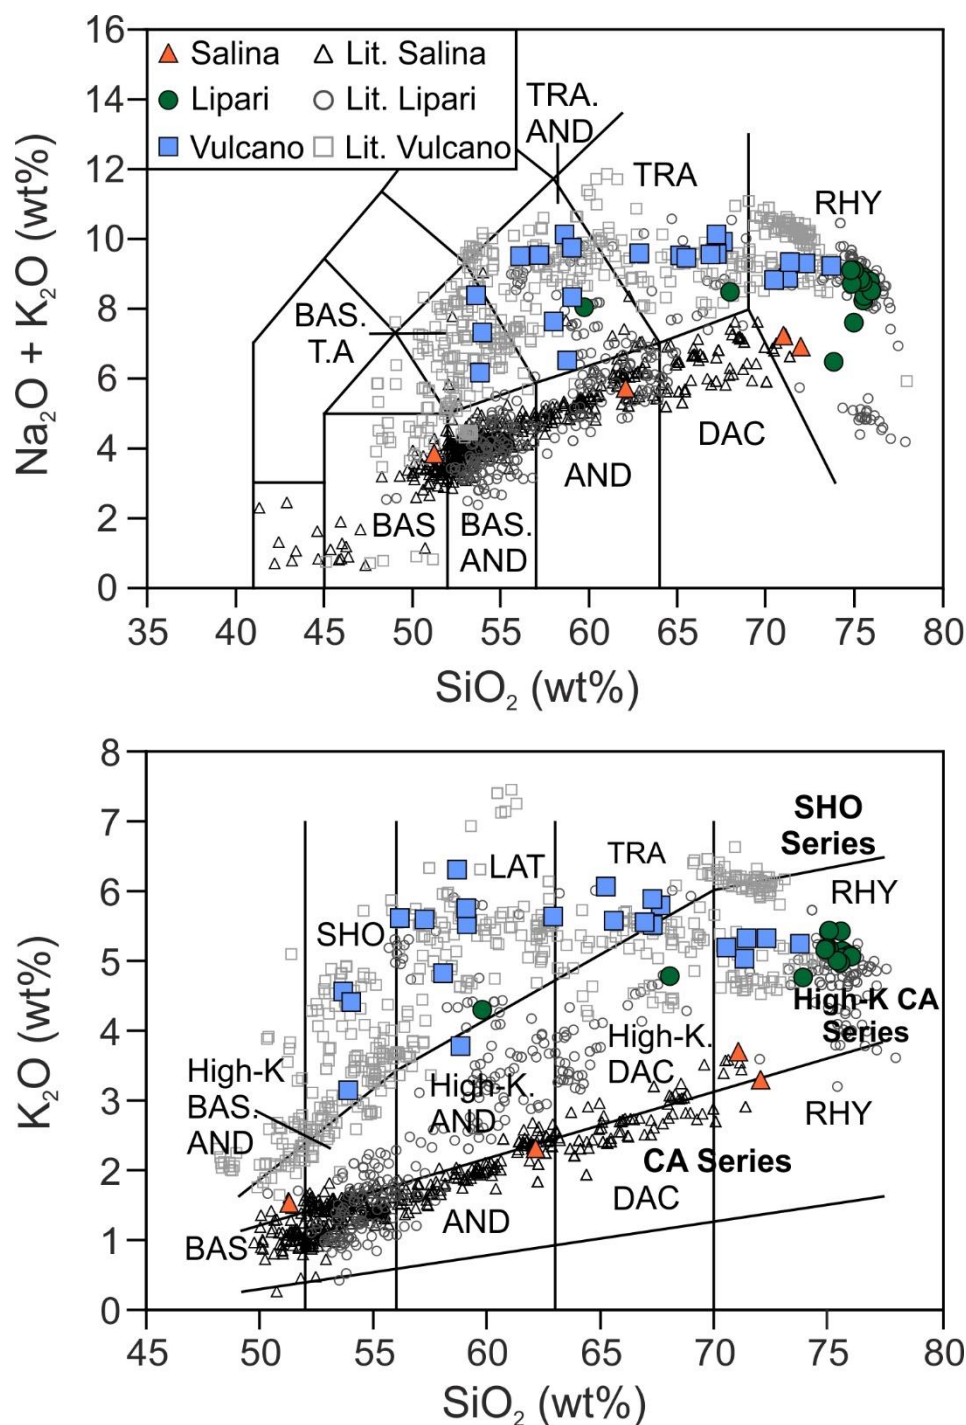 16
14
12
10
8
6
4
2
0
Na₂O + K₂O (wt%)
Salina
Lit. Salina
Lipari
Lit. Lipari
Vulcano
Lit. Vulcano
TRA.
AND
TRA
RHY
BAS.
T.A
DAC
AND
BAS
BAS.
AND
35 40 45 50 55 60 65 70 75 80
SiO₂ (wt%)
8
7
6
5
4
3
2
1
0
K₂O (wt%)
SHO
Series
LAT
TRA
RHY
SHO
High-K CA
Series
High-K
BAS.
AND
High-K.
AND
High-K.
DAC
RHY
CA Series
DAC
AND
BAS
45 50 55 60 65 70 75 80
SiO₂ (wt%)